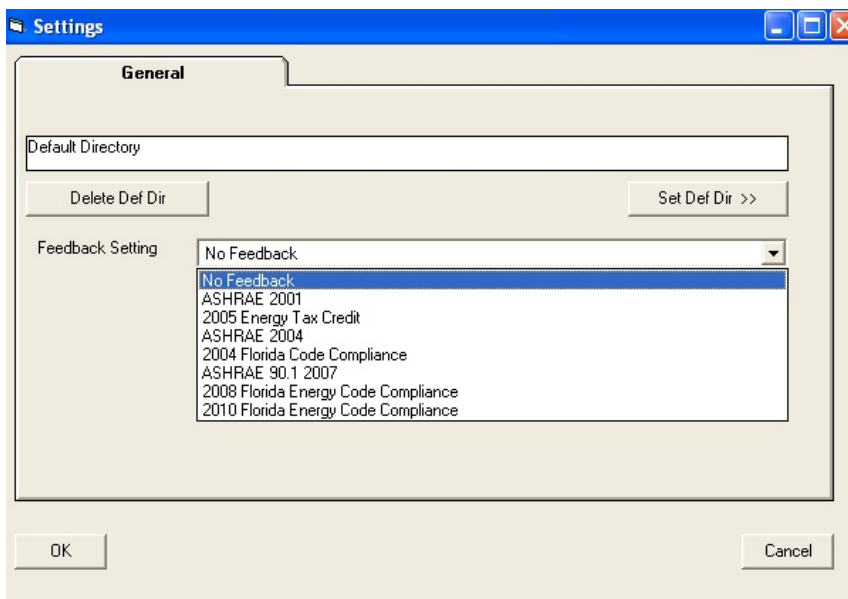 Settings
General
Default Directory
Delete Def Dir
Set Def Dir >>
Feedback Setting
No Feedback
No Feedback
ASHRAE 2001
2005 Energy Tax Credit
ASHRAE 2004
2004 Florida Code Compliance
ASHRAE 90.1 2007
2008 Florida Energy Code Compliance
2010 Florida Energy Code Compliance
OK
Cancel